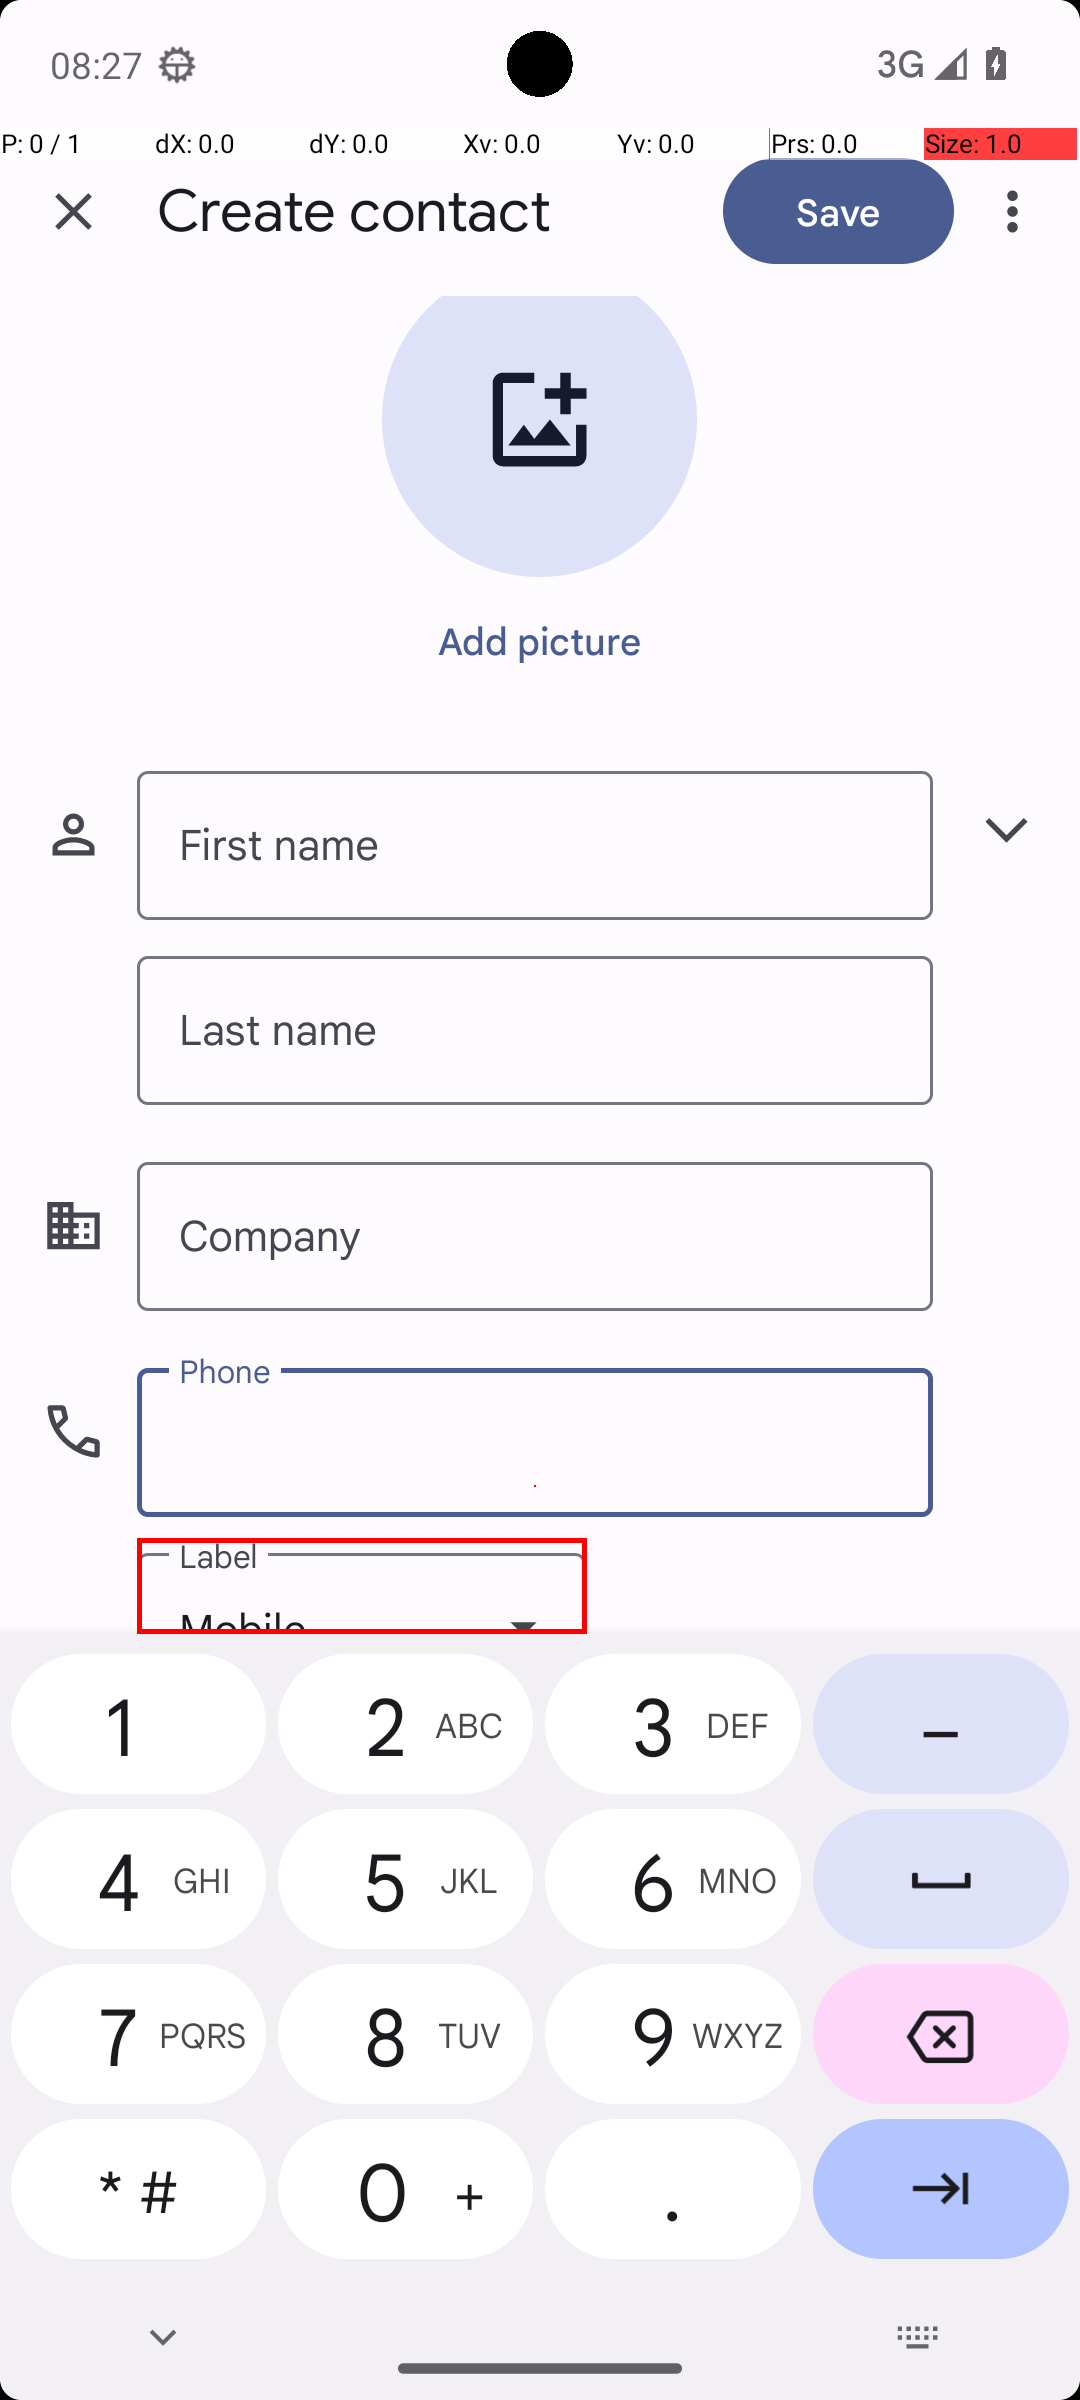 08:27 3G
P: 0 / 1 dX: 0.0 dY: 0.0 Xv: 0.0 Yv: 0.0 Prs: 0.0 Size: 1.0
Create contact Save
Add picture
First name
Last name
Company
Phone
Label
Mobile
1 2 ABC 3 DEF –
4 GHI 5 JKL 6 MNO
7 PQRS 8 TUV 9 WXYZ
* # 0 + .